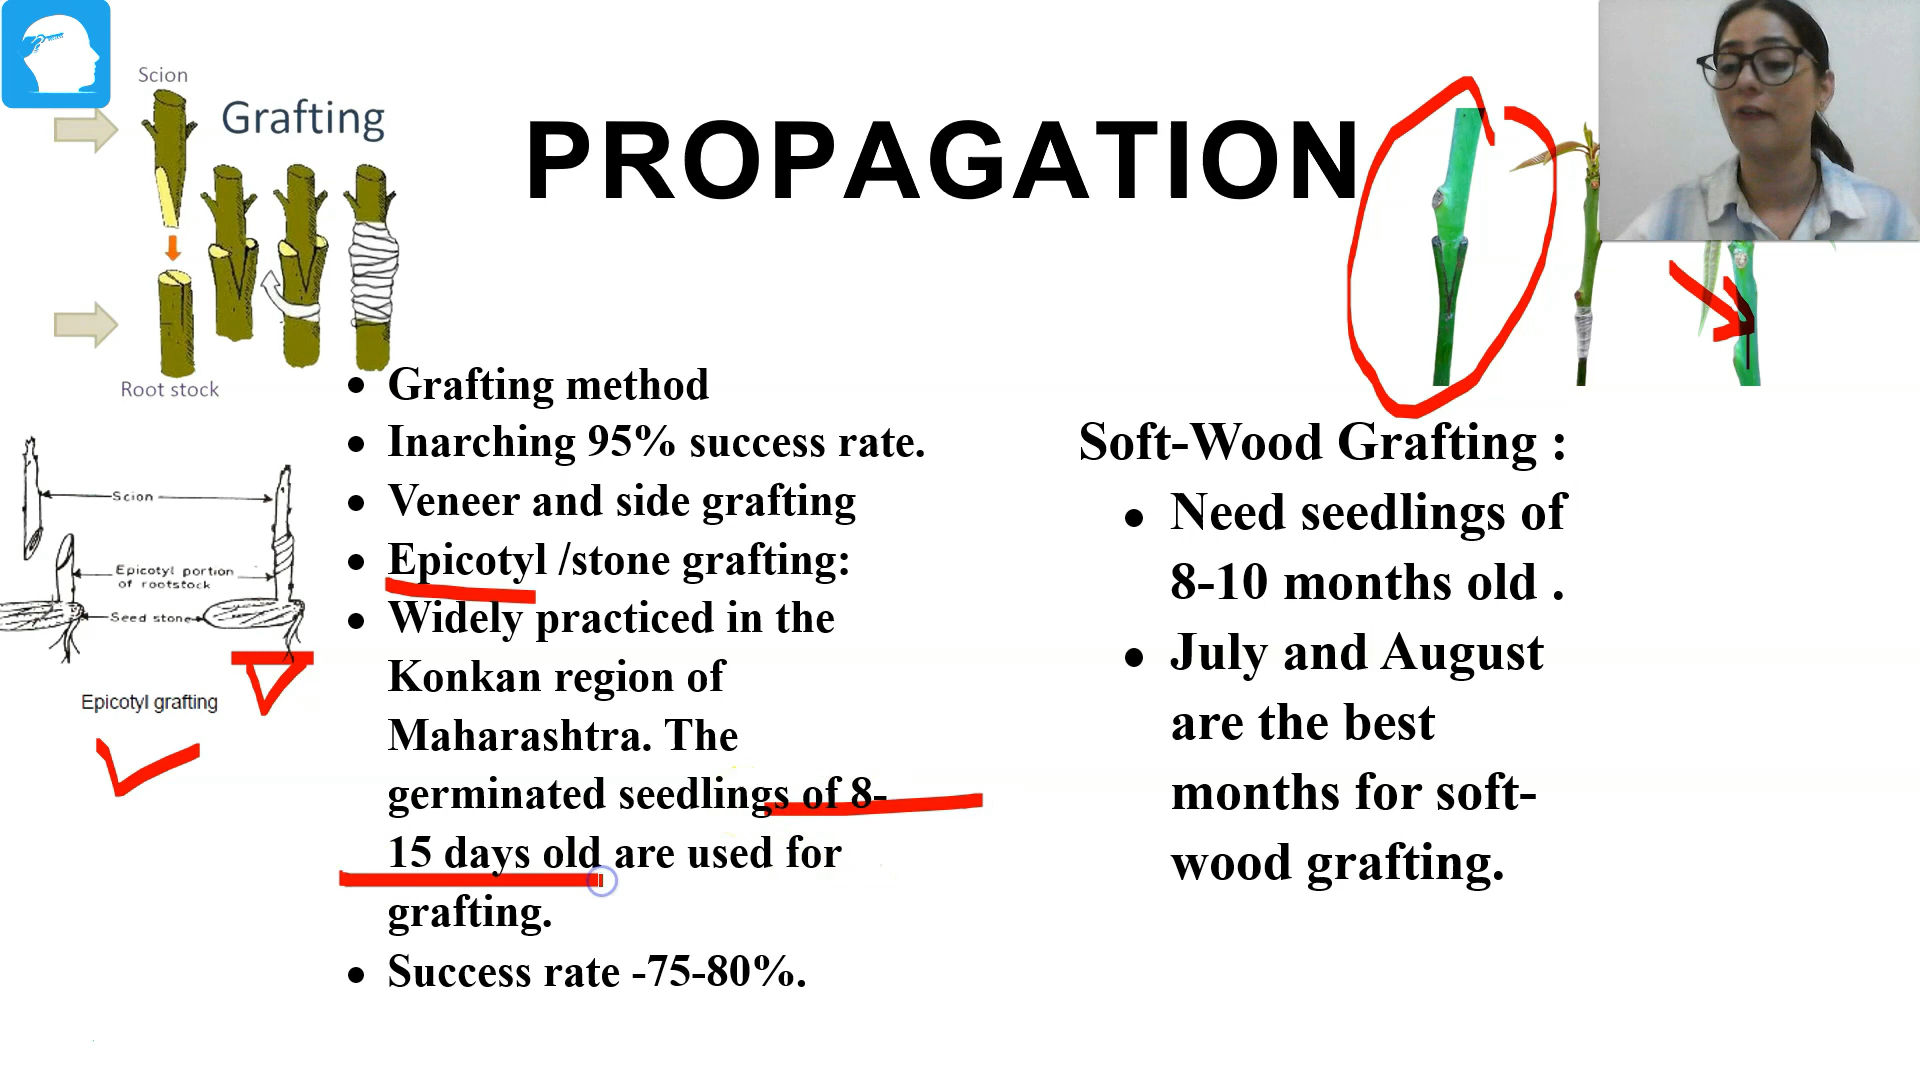 Scion
Grafting
Root stock
PROPAGATION
Scion
Epicotyl portion
of rootstock
Seed stone
Epicotyl grafting
• Grafting method
• Inarching 95% success rate.
• Veneer and side grafting
• Epicotyl /stone grafting:
• Widely practiced in the
Konkan region of
Maharashtra. The
germinated seedlings of 8-
15 days old are used for
grafting.
• Success rate -75-80%.
Soft-Wood Grafting :
• Need seedlings of
8-10 months old .
• July and August
are the best
months for soft-
wood grafting.